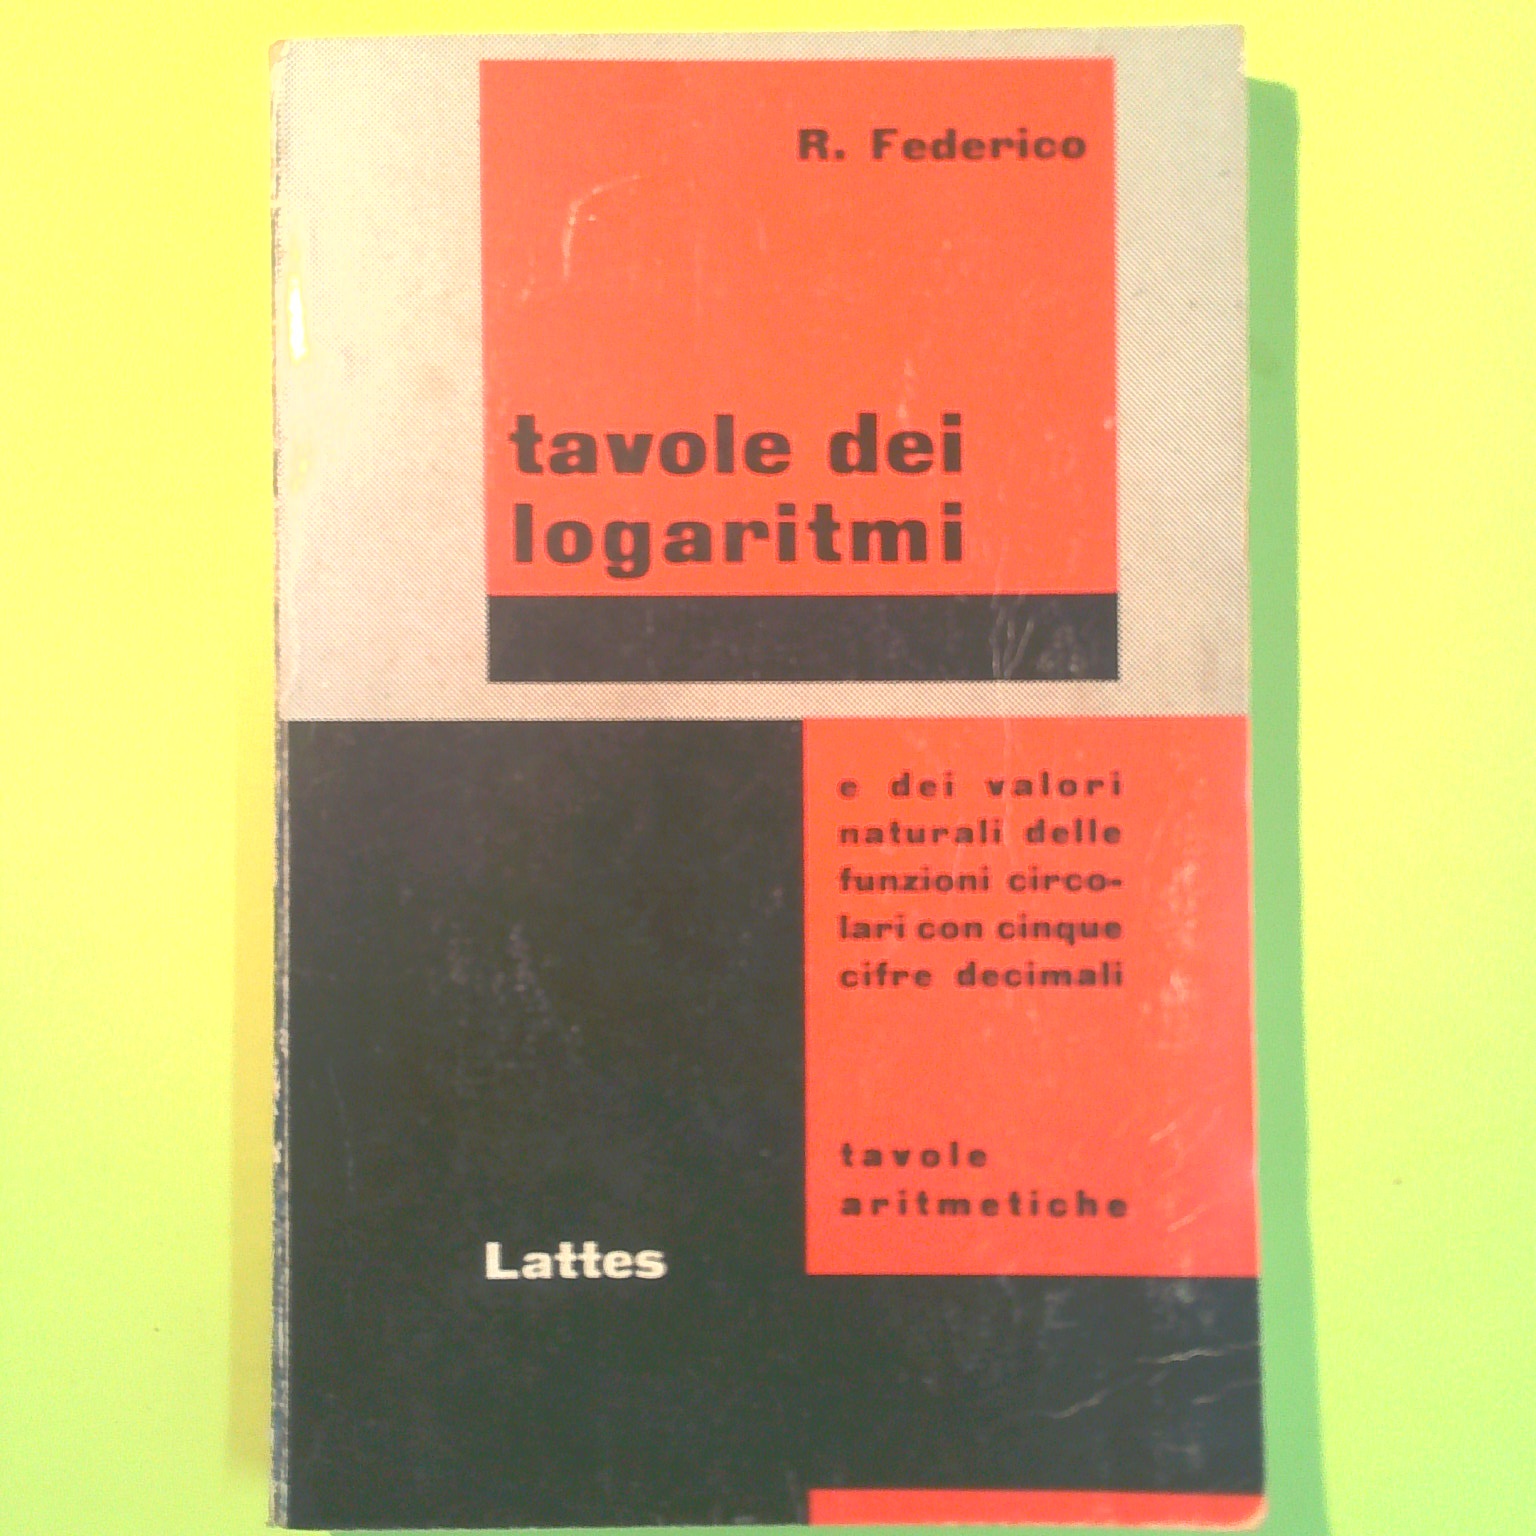 R. Federico
tavole dei
logaritmi
e dei valori
naturali delle
funzioni circo-
lari con cinque
cifre decimali
tavole
aritmetiche
Lattes